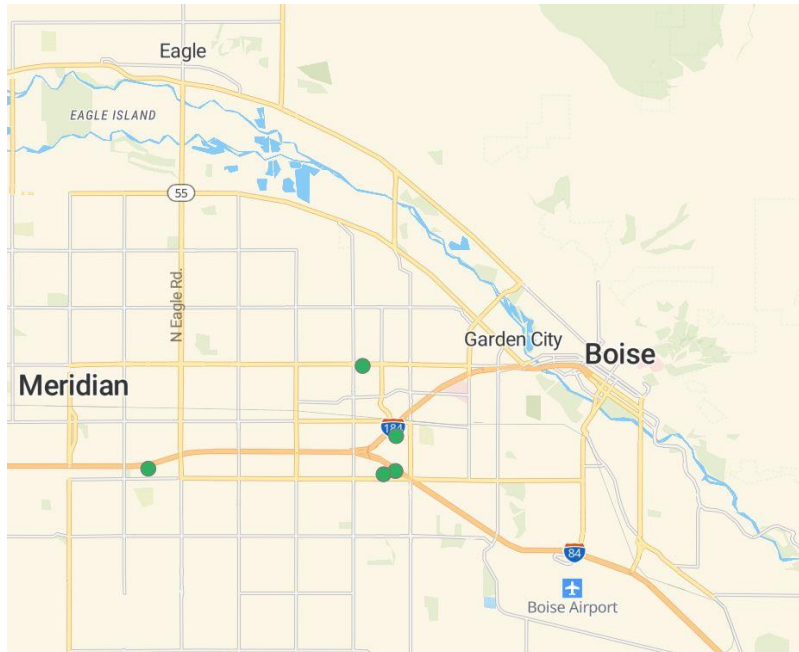 Eagle
EAGLE ISLAND
55
N Eagle Rd.
Garden City
Boise
Meridian
184
84
Boise Airport